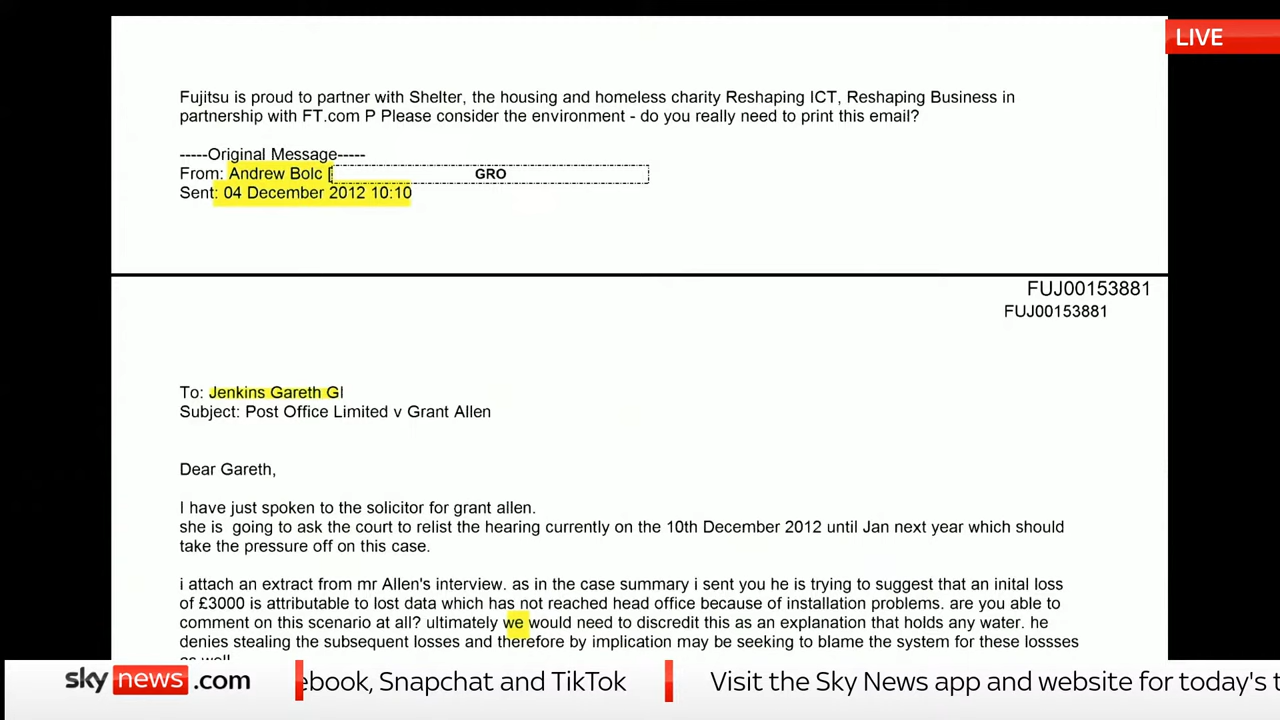 LIVE
Fujitsu is proud to partner with Shelter, the housing and homeless charity Reshaping ICT, Reshaping Business in
partnership with FT.com P Please consider the environment - do you really need to print this email?
-----Original Message-----
From: Andrew Bolc [ GRO
Sent: 04 December 2012 10:10
FUJ00153881
FUJ00153881
To: Jenkins Gareth GI
Subject: Post Office Limited v Grant Allen
Dear Gareth,
I have just spoken to the solicitor for grant allen.
she is going to ask the court to relist the hearing currently on the 10th December 2012 until Jan next year which should
take the pressure off on this case.
i attach an extract from mr Allen's interview. as in the case summary i sent you he is trying to suggest that an inital loss
of £3000 is attributable to lost data which has not reached head office because of installation problems. are you able to
comment on this scenario at all? ultimately we would need to discredit this as an explanation that holds any water. he
denies stealing the subsequent losses and therefore by implication may be seeking to blame the system for these lossses
as well
sky news .com ebook, Snapchat and TikTok Visit the Sky News app and website for today's t